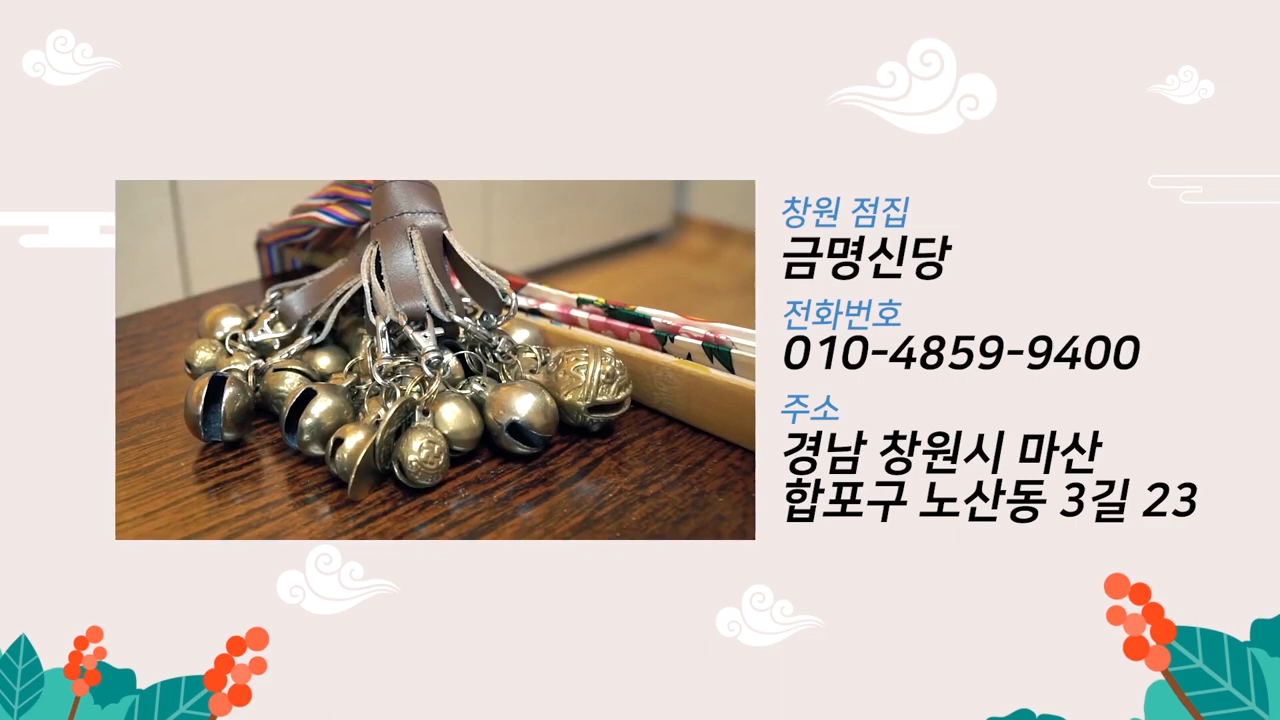 창원 점집
금명신당
전화번호
010-4859-9400
주소
경남 창원시 마산
합포구 노산동 3길 23